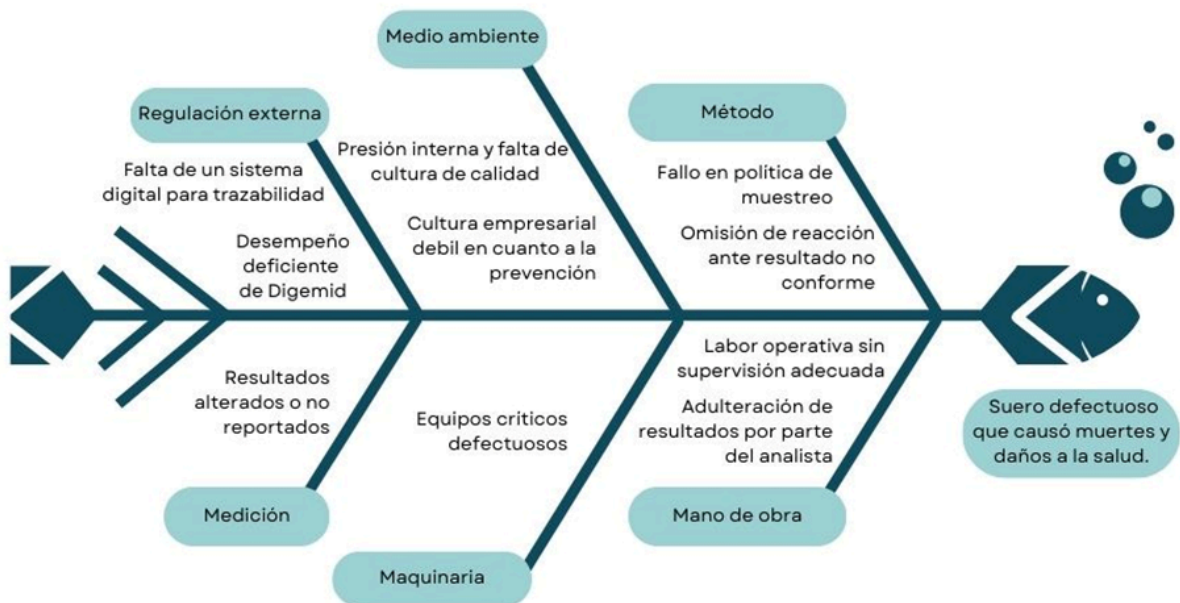 Medio ambiente
Regulación externa
Método
Falta de un sistema
digital para trazabilidad
Desempeño
deficiente
de Digemid
Presión interna y falta de
cultura de calidad
Cultura empresarial
debil en cuanto a la
prevención
Fallo en política de
muestreo
Omisión de reacción
ante resultado no
conforme
Resultados
alterados o no
reportados
Medición
Equipos críticos
defectuosos
Maquinaria
Labor operativa sin
supervisión adecuada
Adulteración de
resultados por parte
del analista
Mano de obra
Suero defectuoso
que causó muertes y
daños a la salud.